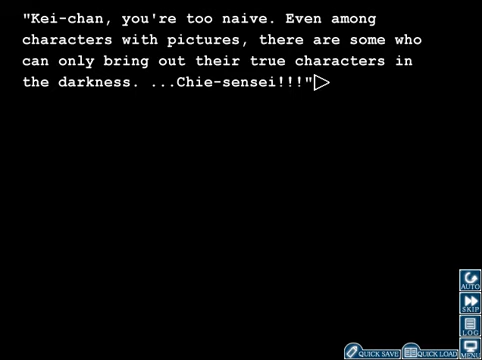 "Kei-chan, you're too naive. Even among
characters with pictures, there are some who
can only bring out their true characters in
the darkness. ...Chie-sensei!!!"
AUTO
SKIP
LOG
QUICK SAVE QUICK LOAD MENU